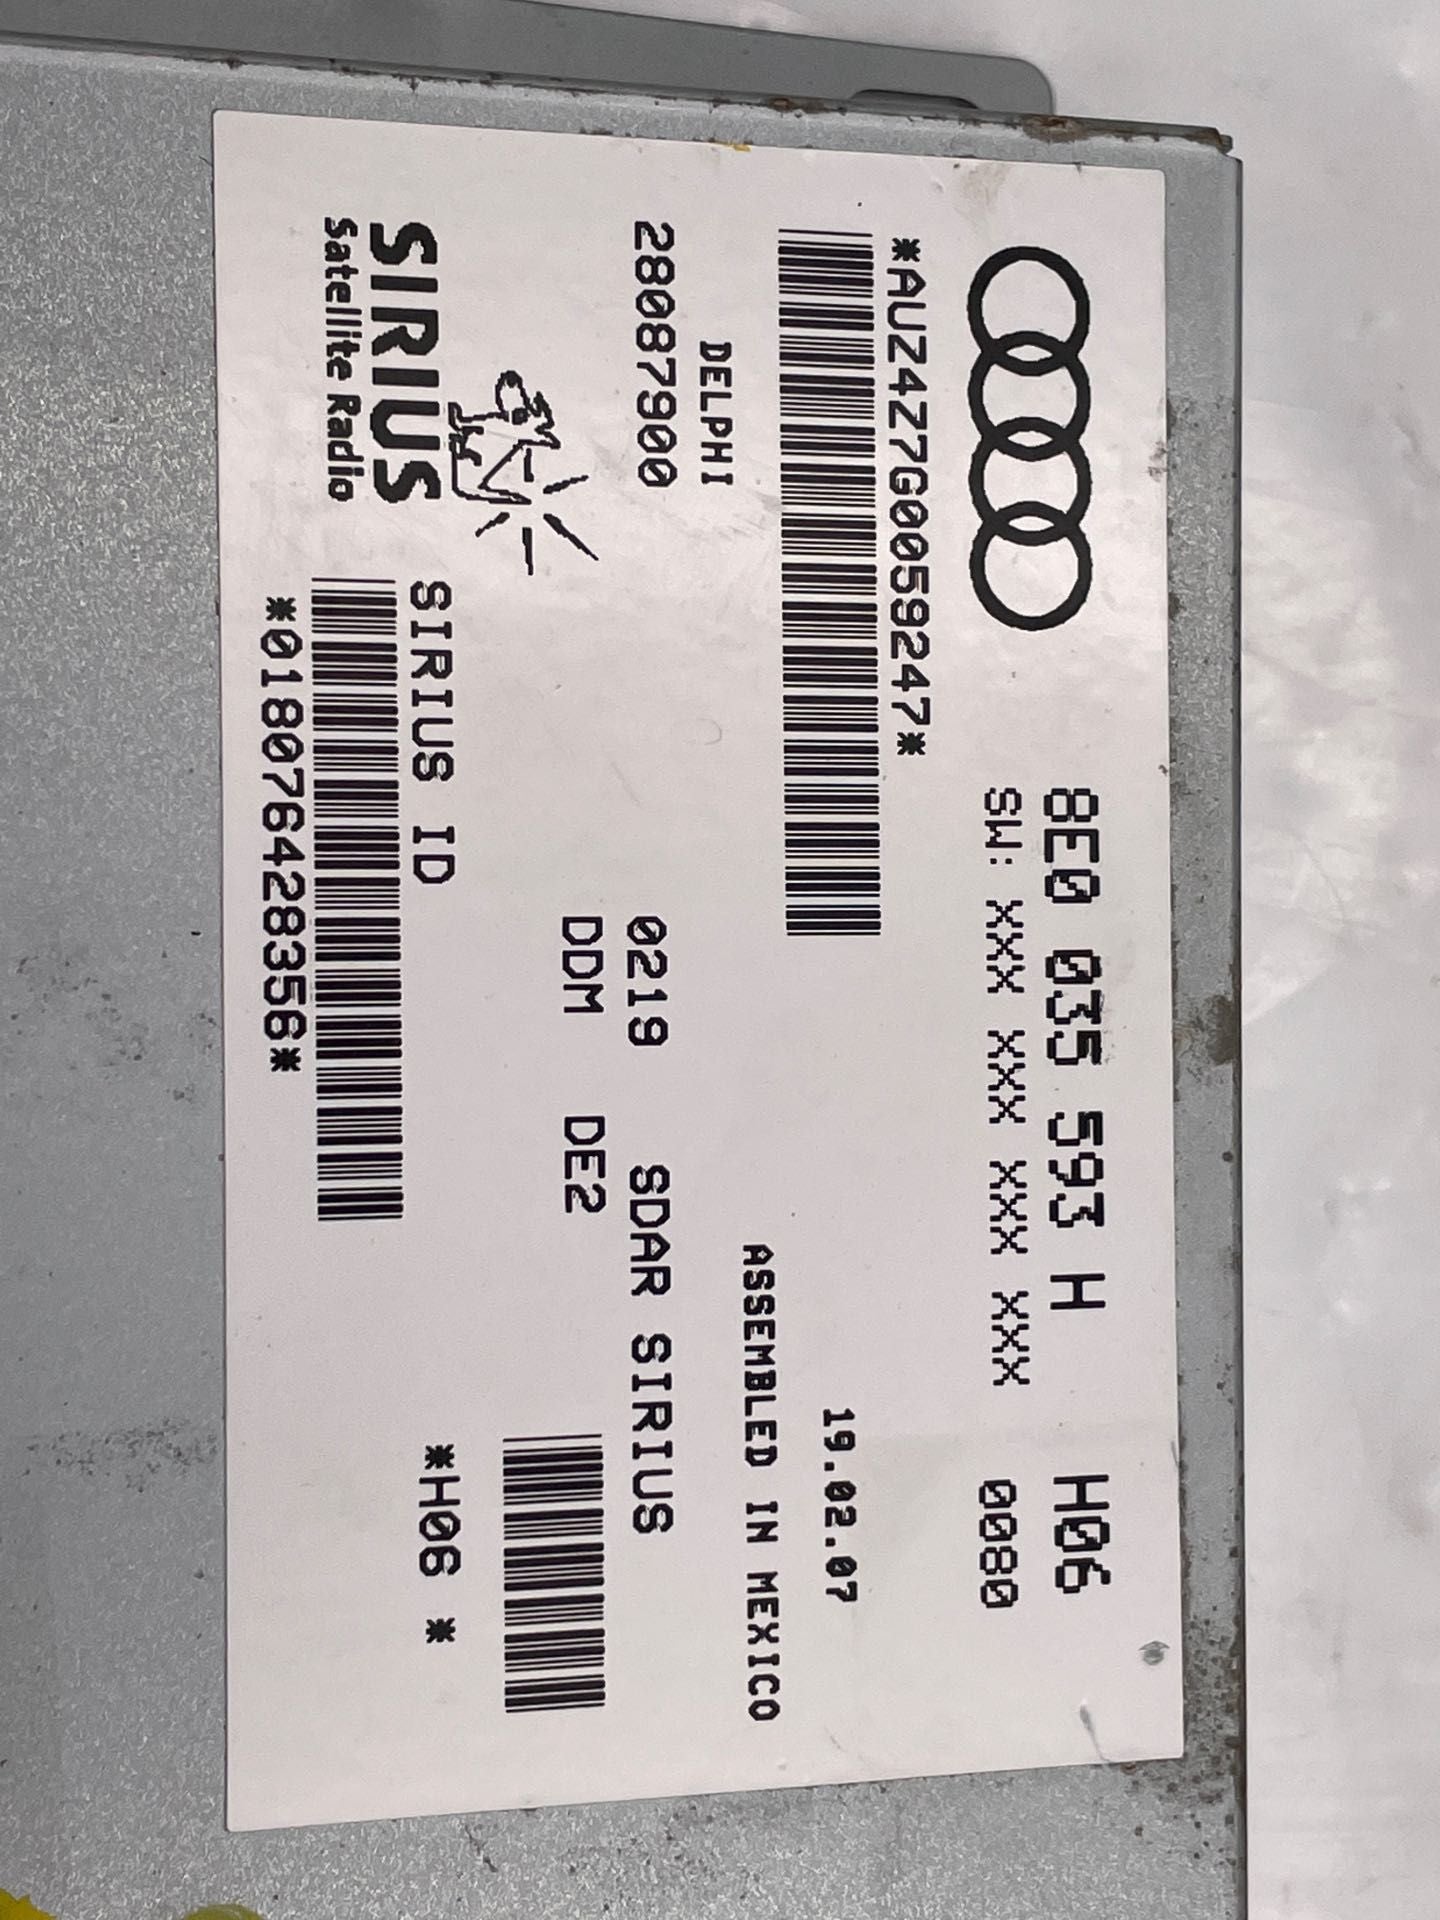 8E0 035 593 H H06
SW: XXX XXX XXX XXX 0080
*AUZ4Z7G0059247*
19.02.07
ASSEMBLED IN MEXICO
DELPHI
28087900
0219 SDAR SIRIUS
DDM DE2
SIRIUS
Satellite Radio
SIRIUS ID
*018076428356*
*H06 *